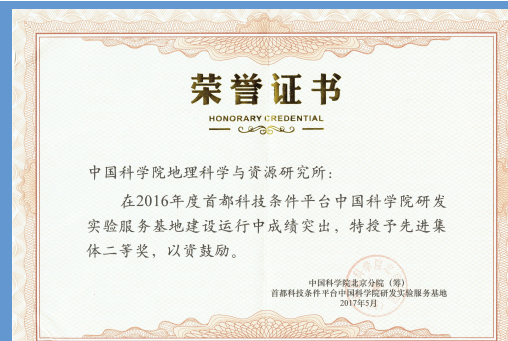 荣誉证书
HONORARY CREDENTIAL
中国科学院地理科学与资源研究所：
在2016年度首都科技条件平台中国科学院研发
实验服务基地建设运行中成绩突出，特授予先进集
体二等奖，以资鼓励。
中国科学院北京分院（筹）
首都科技条件平台中国科学院研发实验服务基地
2017年5月